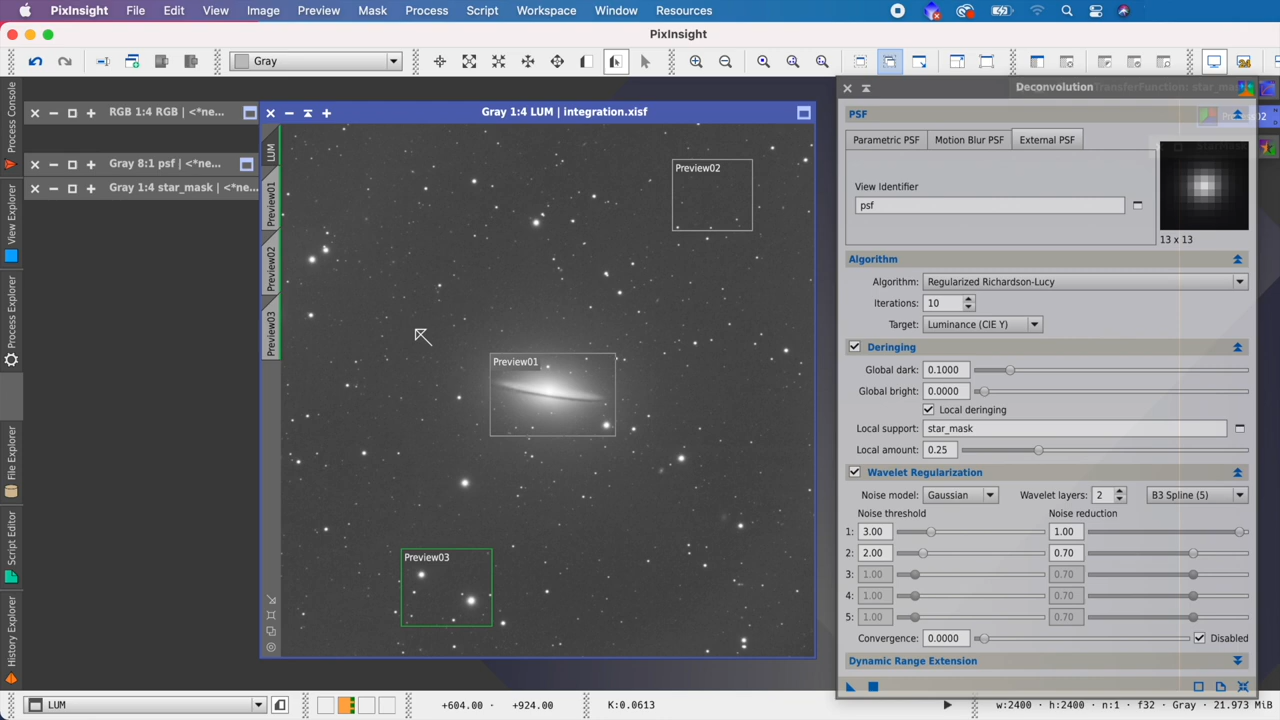 PixInsight File Edit View Image Preview Mask Process Script Workspace Window Resources
PixInsight
Gray
Process Console
View Explorer
Process Explorer
File Explorer
Script Editor
History Explorer
RGB 1:4 RGB | <*ne...
Gray 8:1 psf | <*ne...
Gray 1:4 star_mask | <*ne...
Gray 1:4 LUM | integration.xisf
LUM
Preview01
Preview02
Preview03
Preview02
Preview01
Preview03
Deconvolution
PSF
Parametric PSF Motion Blur PSF External PSF
View Identifier
psf
13 x 13
Algorithm
Algorithm: Regularized Richardson-Lucy
Iterations: 10
Target: Luminance (CIE Y)
Deringing
Global dark: 0.1000
Global bright: 0.0000
Local deringing
Local support: star_mask
Local amount: 0.25
Wavelet Regularization
Noise model: Gaussian Wavelet layers: 2 B3 Spline (5)
Noise threshold Noise reduction
1: 3.00 1.00
2: 2.00 0.70
3: 1.00 0.70
4: 1.00 0.70
5: 1.00 0.70
Convergence: 0.0000 Disabled
Dynamic Range Extension
LUM +604.00 +924.00 K:0.0613 w:2400 h:2400 n:1 f32 Gray 21.973 MiB